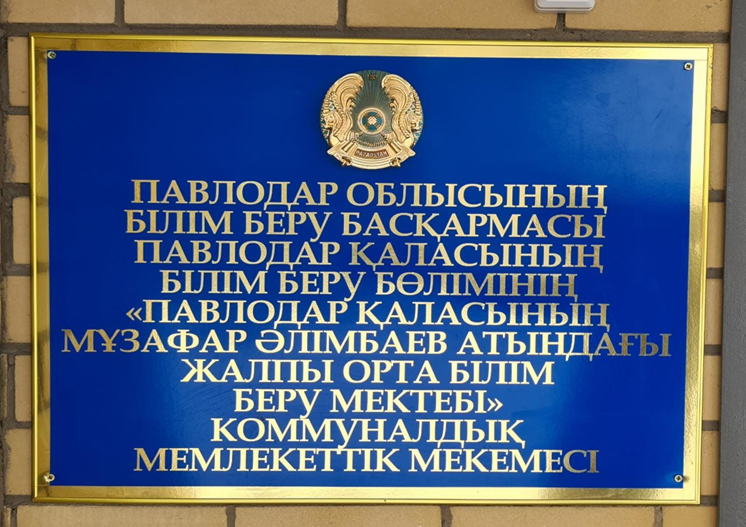 ПАВЛОДАР ОБЛЫСЫНЫҢ
БІЛІМ БЕРУ БАСҚАРМАСЫ
ПАВЛОДАР ҚАЛАСЫНЫҢ
БІЛІМ БЕРУ БӨЛІМІНІҢ
«ПАВЛОДАР ҚАЛАСЫНЫҢ
МҰЗАФАР ӘЛІМБАЕВ АТЫНДАҒЫ
ЖАЛПЫ ОРТА БІЛІМ
БЕРУ МЕКТЕБІ»
КОММУНАЛДЫҚ
МЕМЛЕКЕТТІК МЕКЕМЕСІ